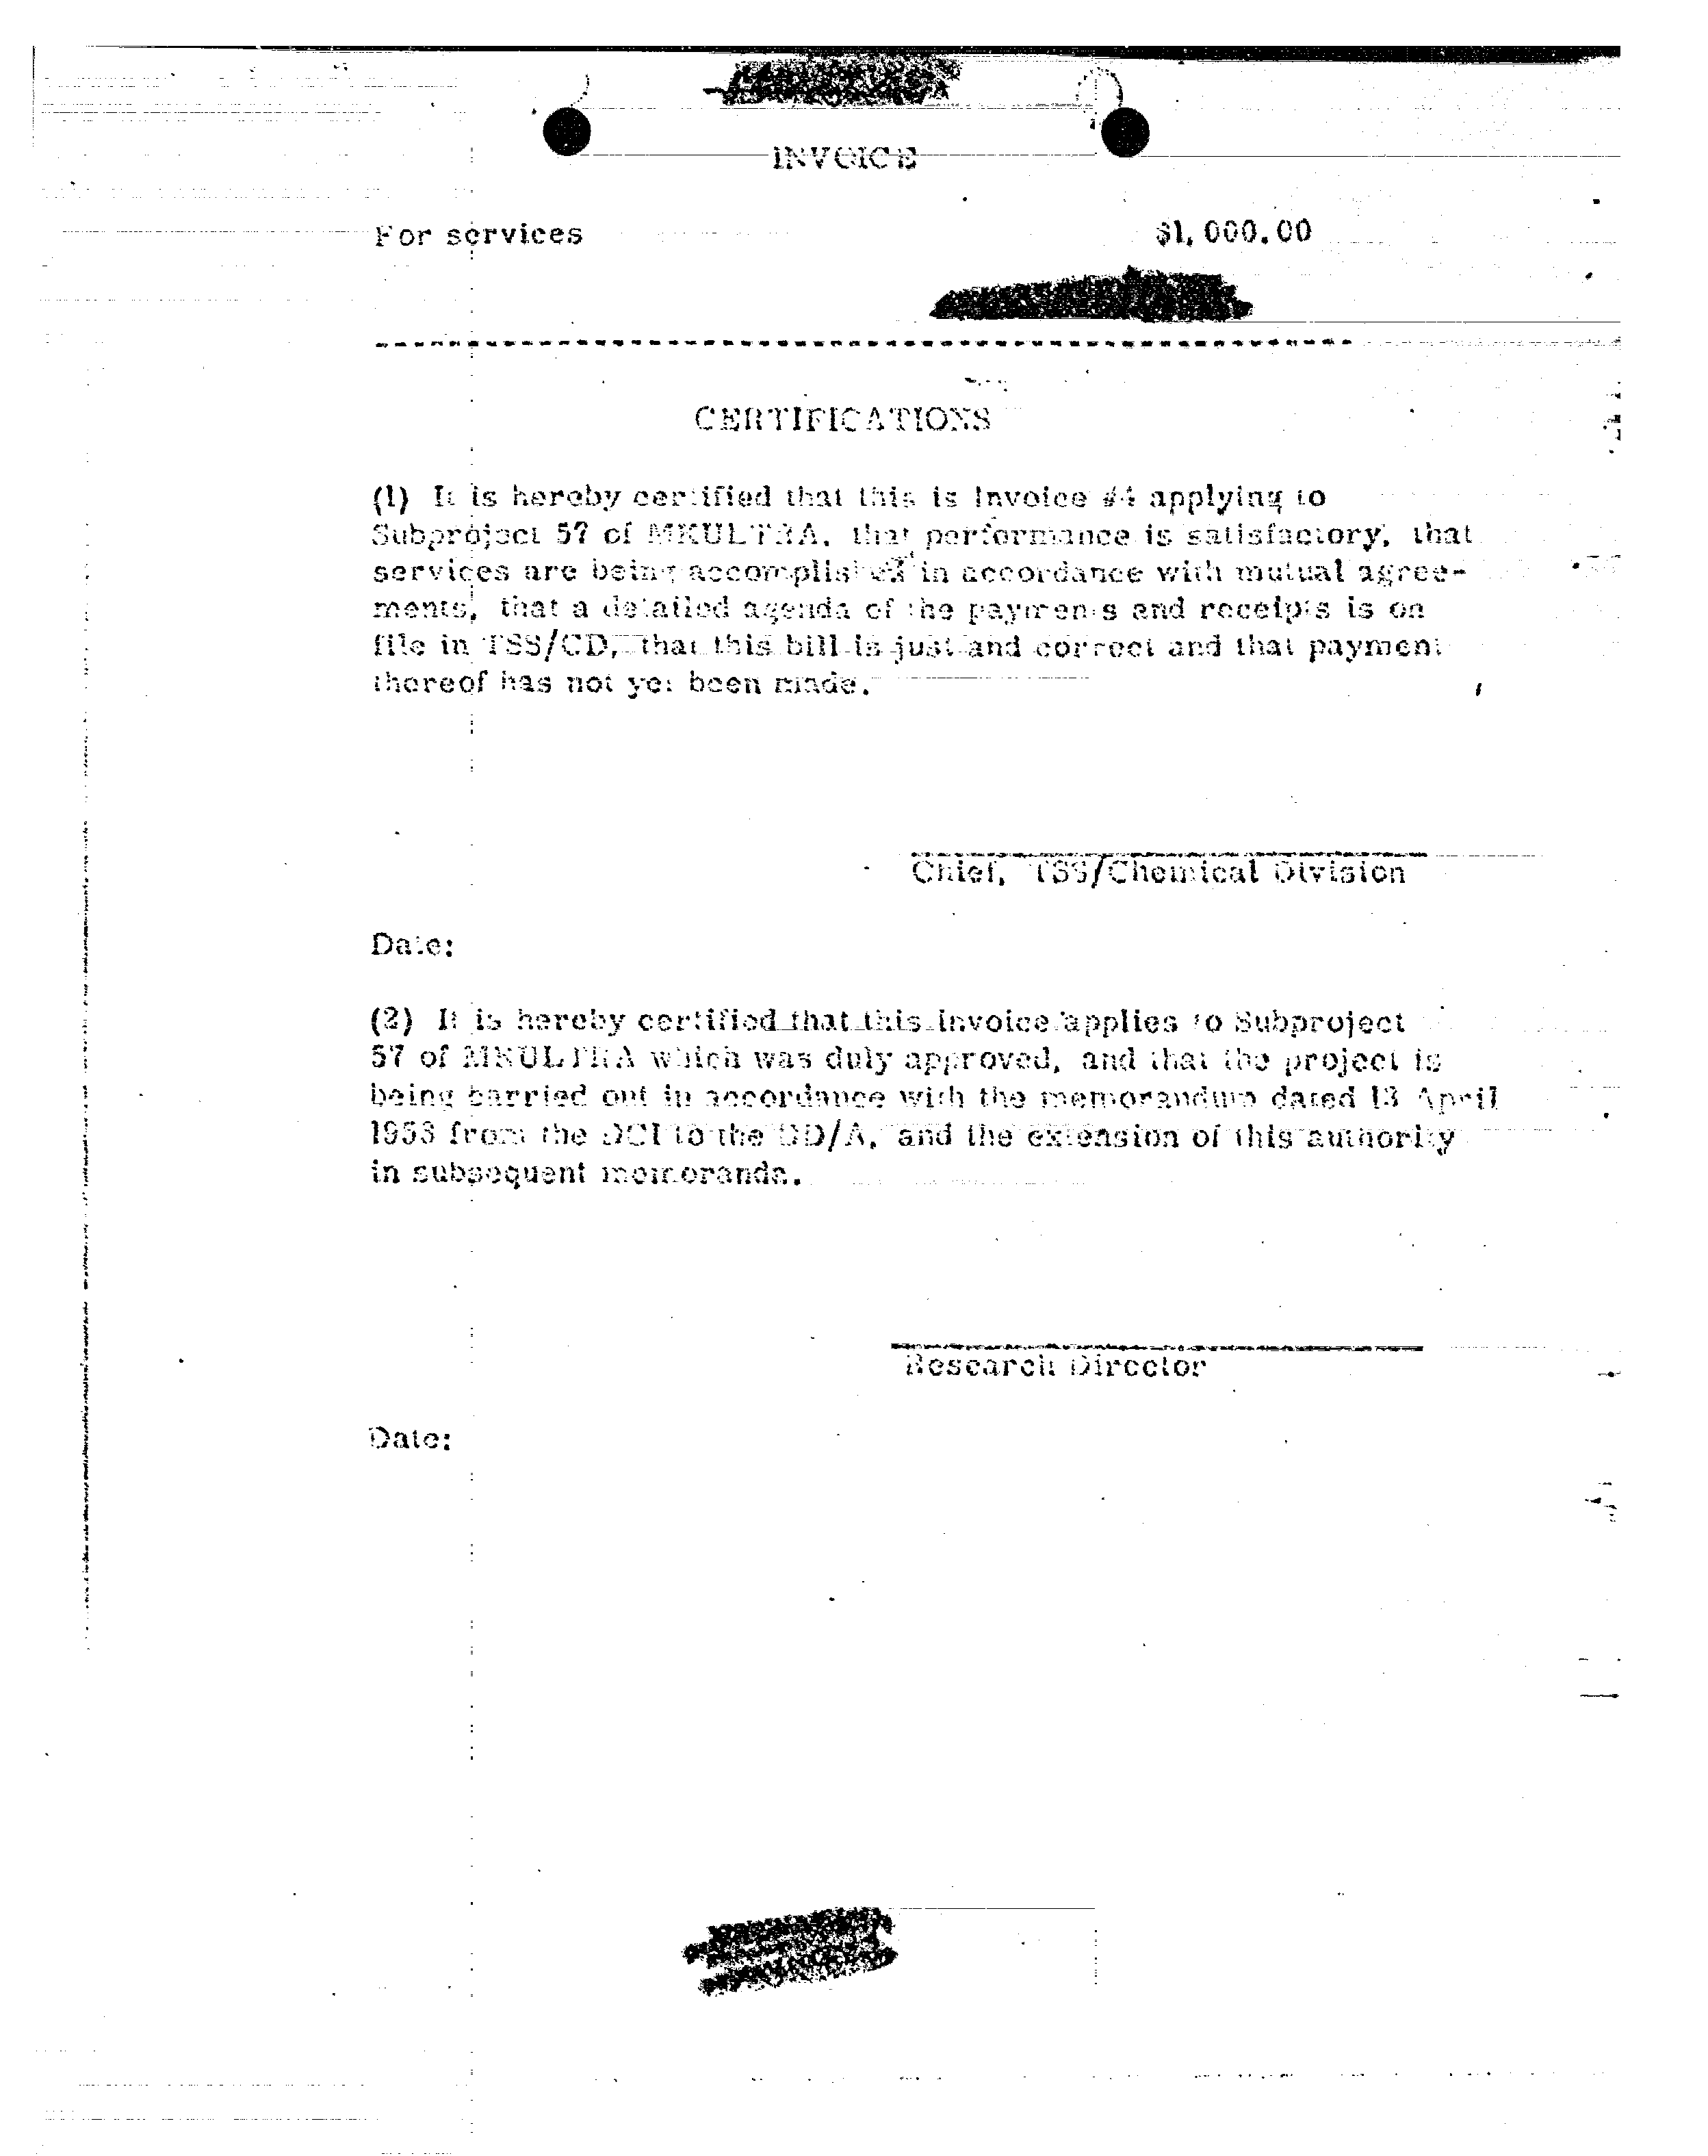 INVOICE
For services $1,000.00
CERTIFICATIONS
(1) It is hereby certified that this is Invoice #4 applying to
Subproject 57 of MKULTRA, that performance is satisfactory, that
services are being accomplished in accordance with mutual agree-
ments, that a detailed agenda of the payments and receipts is on
file in TSS/CD, that this bill is just and correct and that payment
thereof has not yet been made.
Chief, TSS/Chemical Division
Date:
(2) It is hereby certified that this invoice applies to Subproject
57 of MKULTRA which was duly approved, and that the project is
being carried out in accordance with the memorandum dated 13 April
1953 from the DCI to the DD/A, and the extension of this authority
in subsequent memoranda.
Research Director
Date: